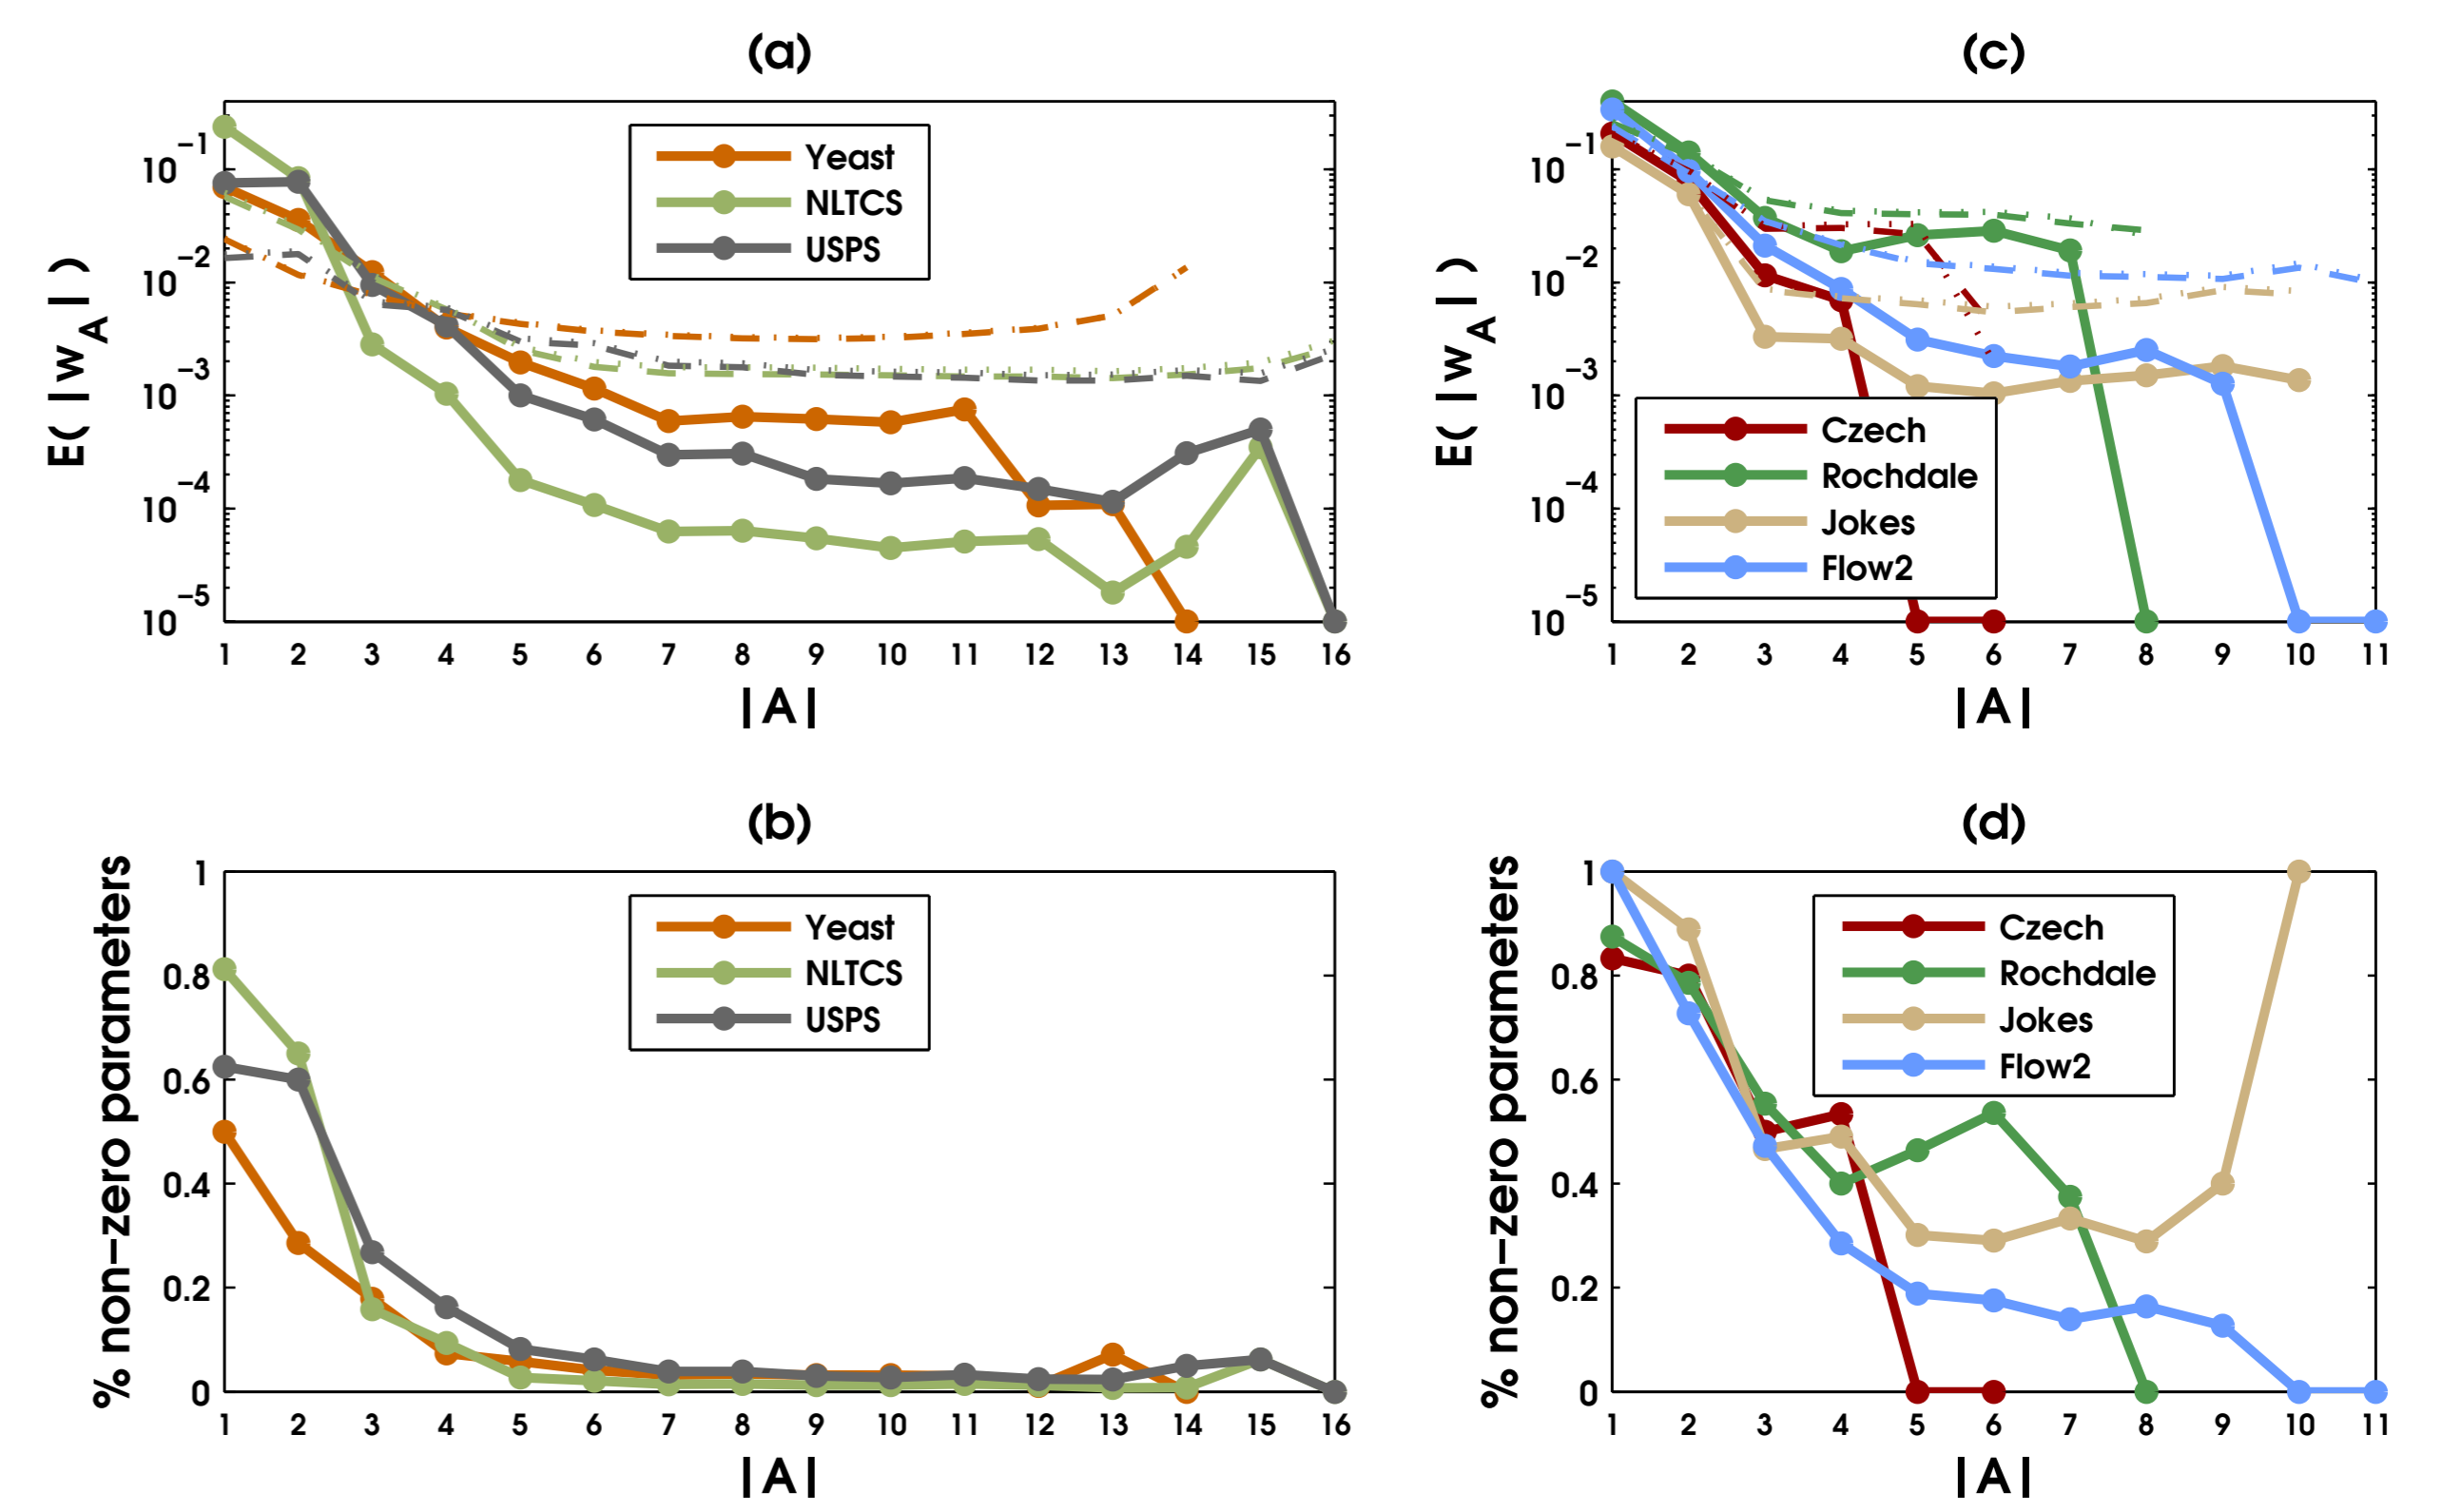 (a)
E( | w A | )
10 −1
10 −2
10 −3
10 −4
10 −5
Yeast
NLTCS
USPS
1 2 3 4 5 6 7 8 9 10 11 12 13 14 15 16
| A |
(c)
E( | w A | )
10 −1
10 −2
10 −3
10 −4
10 −5
Czech
Rochdale
Jokes
Flow2
1 2 3 4 5 6 7 8 9 10 11
| A |
(b)
% non−zero parameters
1
0.8
0.6
0.4
0.2
0
Yeast
NLTCS
USPS
1 2 3 4 5 6 7 8 9 10 11 12 13 14 15 16
| A |
(d)
% non−zero parameters
1
0.8
0.6
0.4
0.2
0
Czech
Rochdale
Jokes
Flow2
1 2 3 4 5 6 7 8 9 10 11
| A |